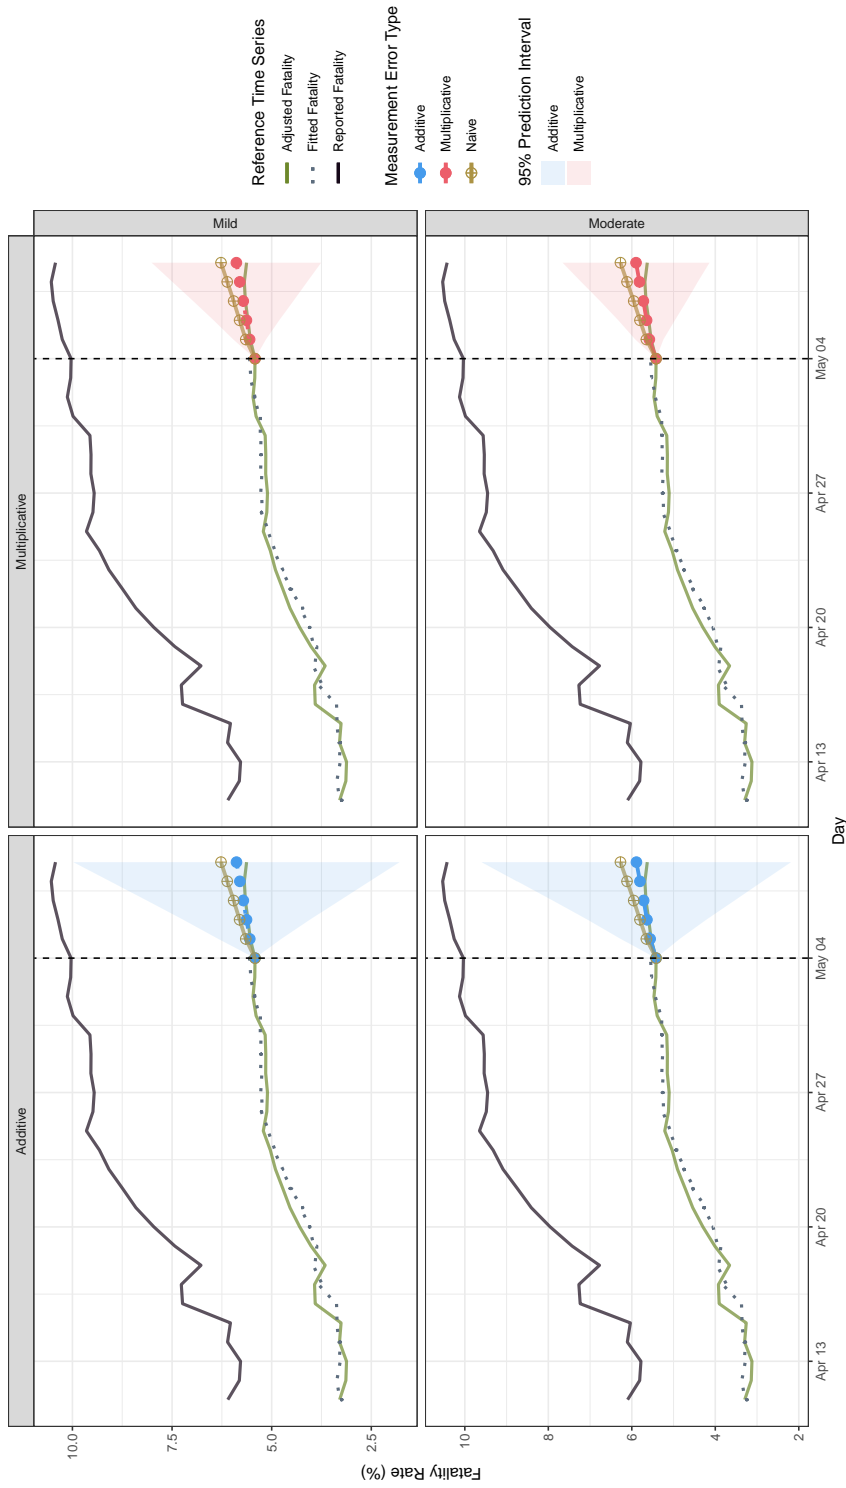 Additive
Multiplicative
Mild
Moderate
10.0
7.5
5.0
2.5
10
8
6
4
2
Apr 13
Apr 20
Apr 27
May 04
Apr 13
Apr 20
Apr 27
May 04
Day
Fatality Rate (%)
Reference Time Series
Adjusted Fatality
Fitted Fatality
Reported Fatality
Measurement Error Type
Additive
Multiplicative
Naive
95% Prediction Interval
Additive
Multiplicative